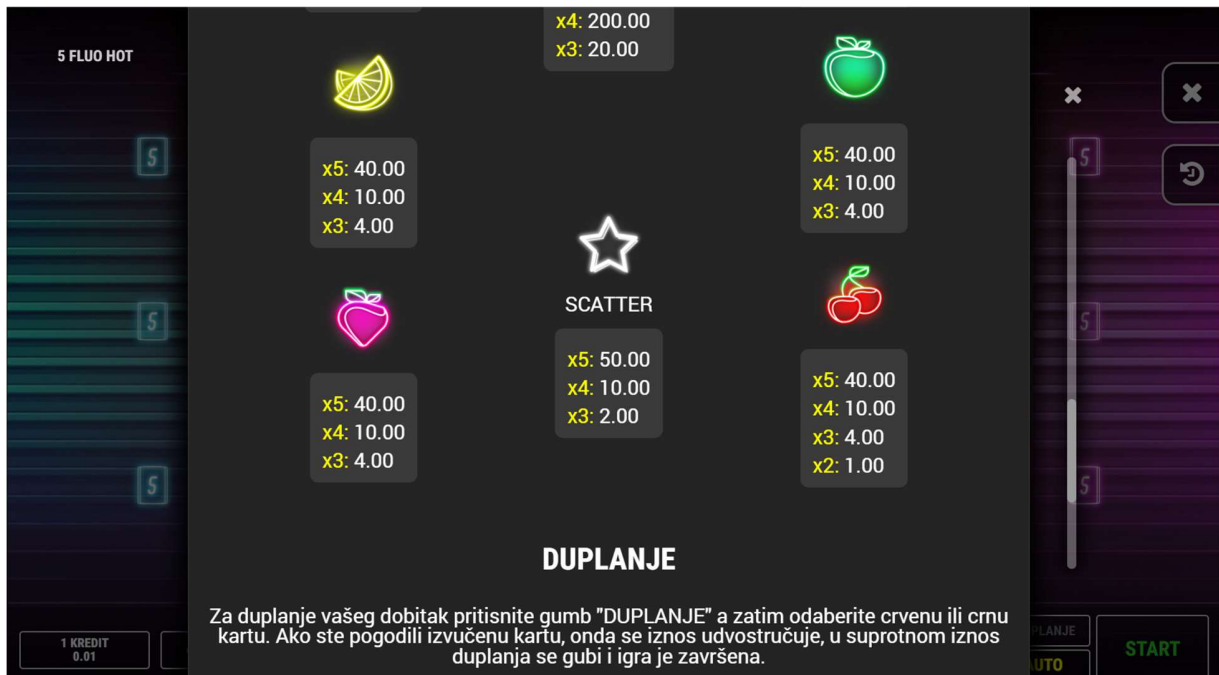 x4: 200.00
x3: 20.00
5 FLUO HOT
x5: 40.00
x4: 10.00
x3: 4.00
x5: 40.00
x4: 10.00
x3: 4.00
S
S
SCATTER
x5: 50.00
x4: 10.00
x3: 2.00
S
S
x5: 40.00
x4: 10.00
x3: 4.00
x5: 40.00
x4: 10.00
x3: 4.00
x2: 1.00
S
S
DUPLANJE
Za duplanje vašeg dobitak pritisnite gumb "DUPLANJE" a zatim odaberite crvenu ili crnu
kartu. Ako ste pogodili izvučenu kartu, onda se iznos udvostručuje, u suprotnom iznos
duplanja se gubi i igra je završena.
1 KREDIT
0.01
PLANJE
AUTO
START